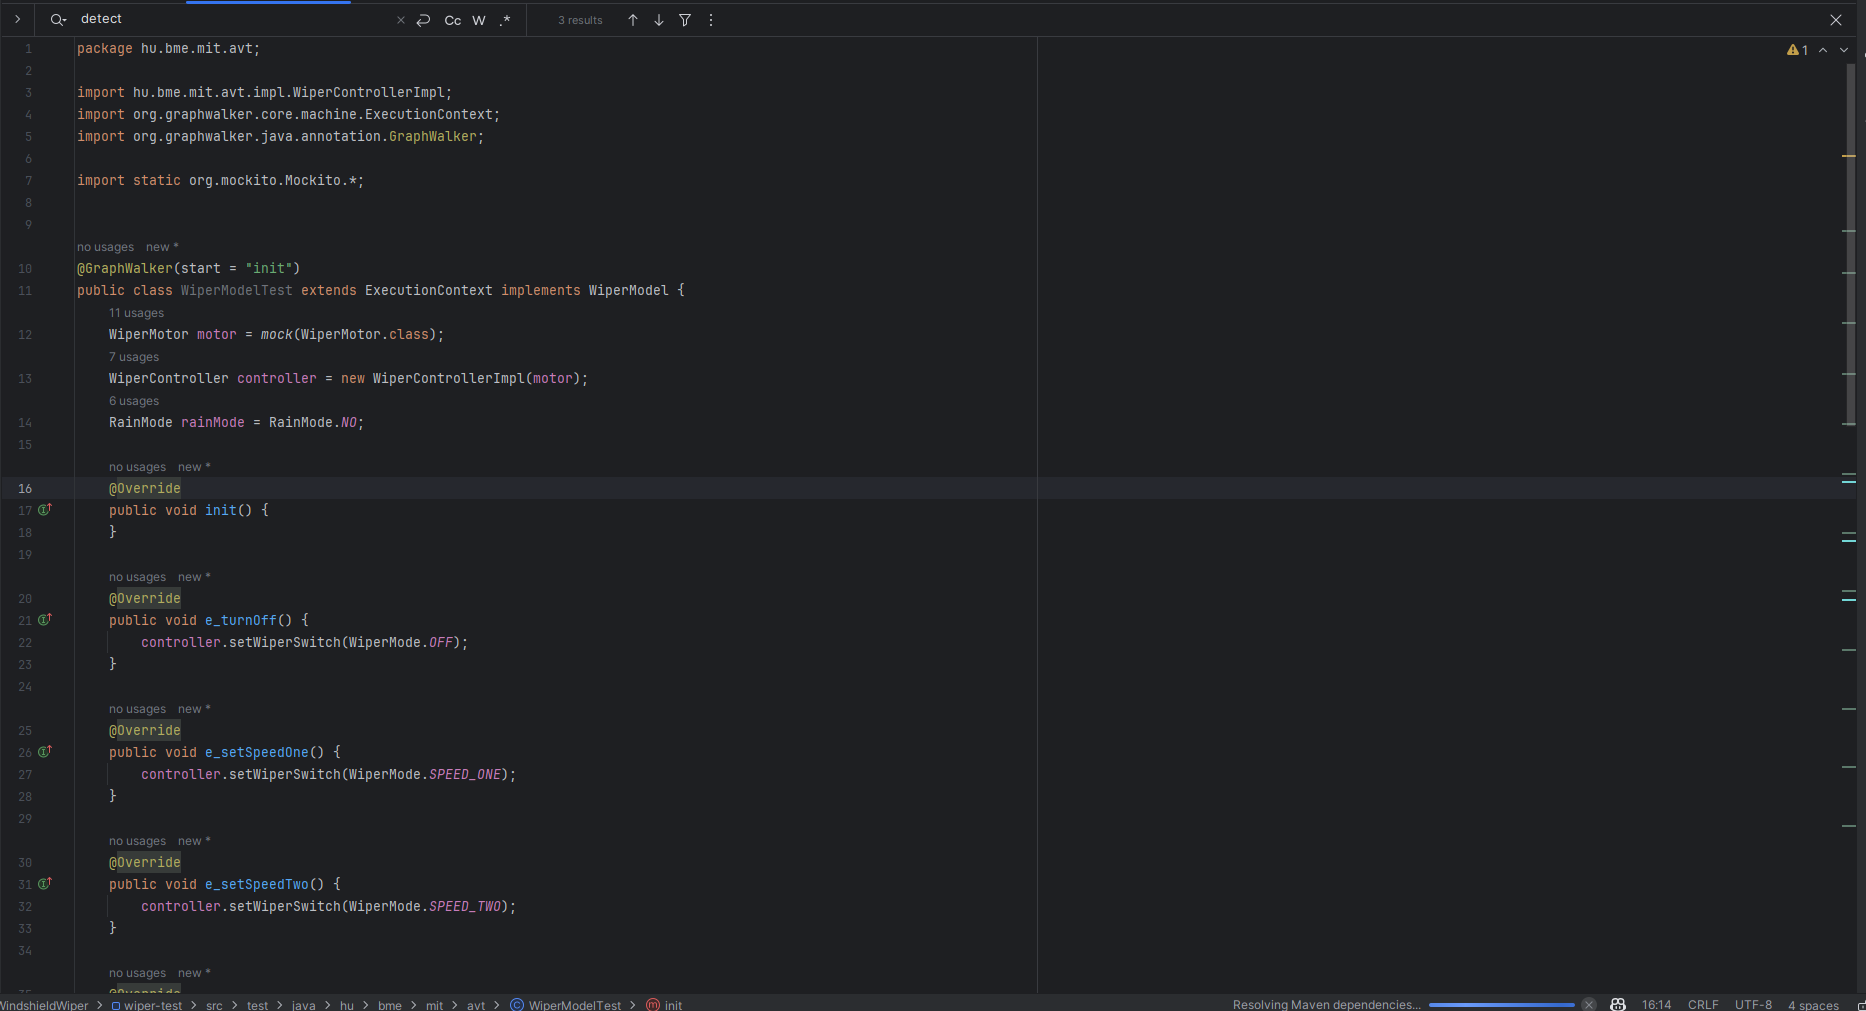 detect Cc W .* 3 results
1 package hu.bme.mit.avt; 1
2
3 import hu.bme.mit.avt.impl.WiperControllerImpl;
4 import org.graphwalker.core.machine.ExecutionContext;
5 import org.graphwalker.java.annotation.GraphWalker;
6
7 import static org.mockito.Mockito.*;
8
9
no usages new *
10 @GraphWalker(start = "init")
11 public class WiperModelTest extends ExecutionContext implements WiperModel {
11 usages
12 WiperMotor motor = mock(WiperMotor.class);
7 usages
13 WiperController controller = new WiperControllerImpl(motor);
6 usages
14 RainMode rainMode = RainMode.NO;
15
no usages new *
16 @Override
17 public void init() {
18 }
19
no usages new *
20 @Override
21 public void e_turnOff() {
22 controller.setWiperSwitch(WiperMode.OFF);
23 }
24
no usages new *
25 @Override
26 public void e_setSpeedOne() {
27 controller.setWiperSwitch(WiperMode.SPEED_ONE);
28 }
29
no usages new *
30 @Override
31 public void e_setSpeedTwo() {
32 controller.setWiperSwitch(WiperMode.SPEED_TWO);
33 }
34
no usages new *
35 @Override
WindshieldWiper > wiper-test > src > test > java > hu > bme > mit > avt > WiperModelTest > init Resolving Maven dependencies... 16:14 CRLF UTF-8 4 spaces